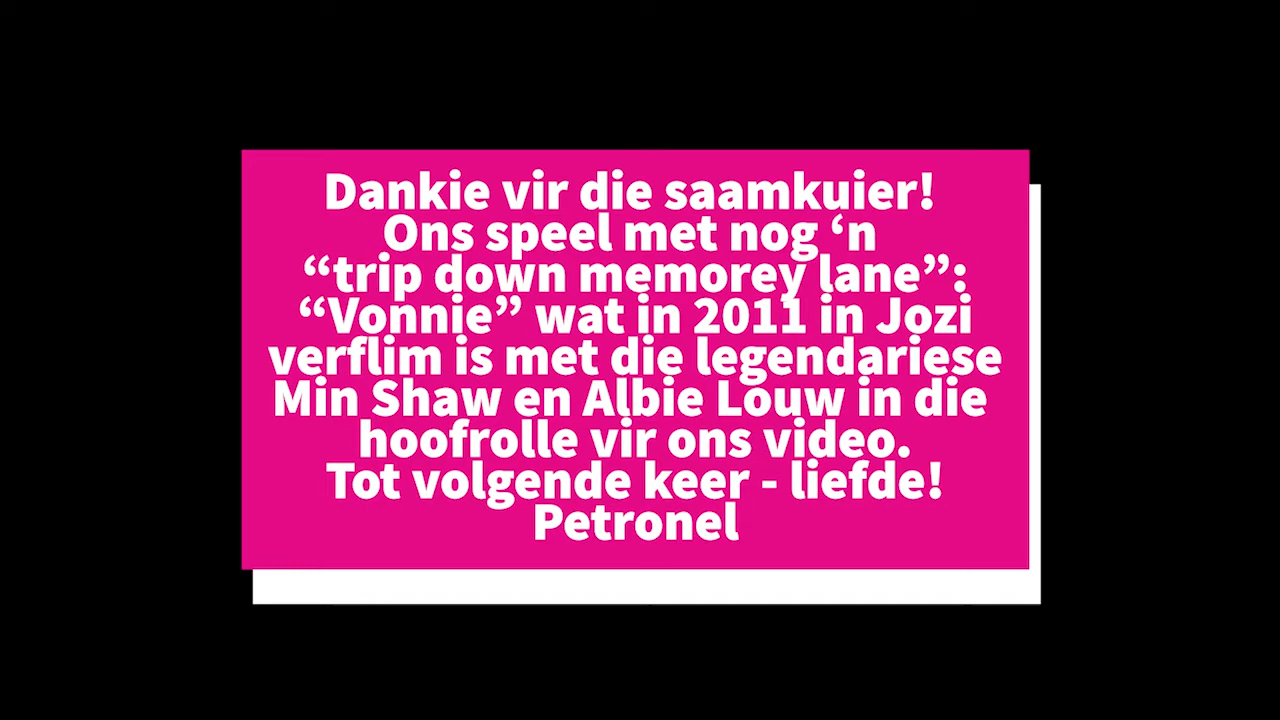 Dankie vir die saamkuier!
Ons speel met nog ‘n
“trip down memorey lane”:
“Vonnie” wat in 2011 in Jozi
verflim is met die legendariese
Min Shaw en Albie Louw in die
hoofrolle vir ons video.
Tot volgende keer - liefde!
Petronel